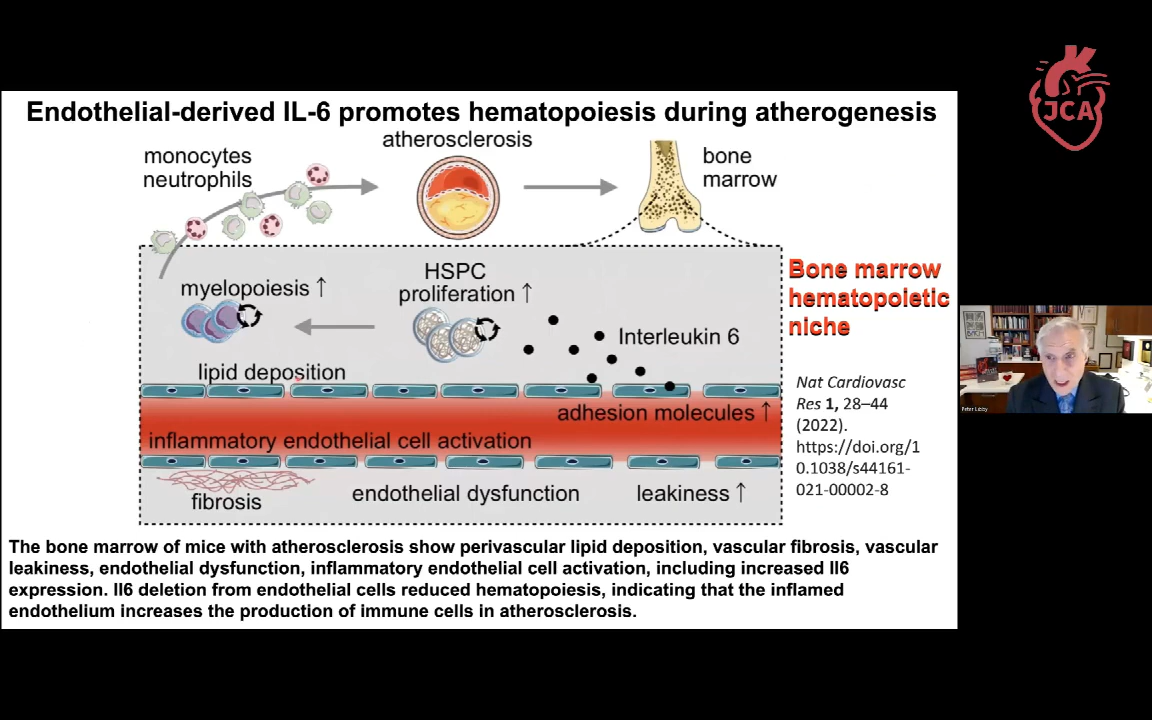 JCA
Endothelial-derived IL-6 promotes hematopoiesis during atherogenesis
monocytes
neutrophils
atherosclerosis
bone
marrow
myelopoiesis ↑
HSPC
proliferation ↑
Interleukin 6
lipid deposition
adhesion molecules ↑
inflammatory endothelial cell activation
fibrosis
endothelial dysfunction
leakiness ↑
Bone marrow
hematopoietic
niche
Nat Cardiovasc
Res 1, 28–44
(2022).
https://doi.org/1
0.1038/s44161-
021-00002-8
Peter Libby
The bone marrow of mice with atherosclerosis show perivascular lipid deposition, vascular fibrosis, vascular
leakiness, endothelial dysfunction, inflammatory endothelial cell activation, including increased Il6
expression. Il6 deletion from endothelial cells reduced hematopoiesis, indicating that the inflamed
endothelium increases the production of immune cells in atherosclerosis.